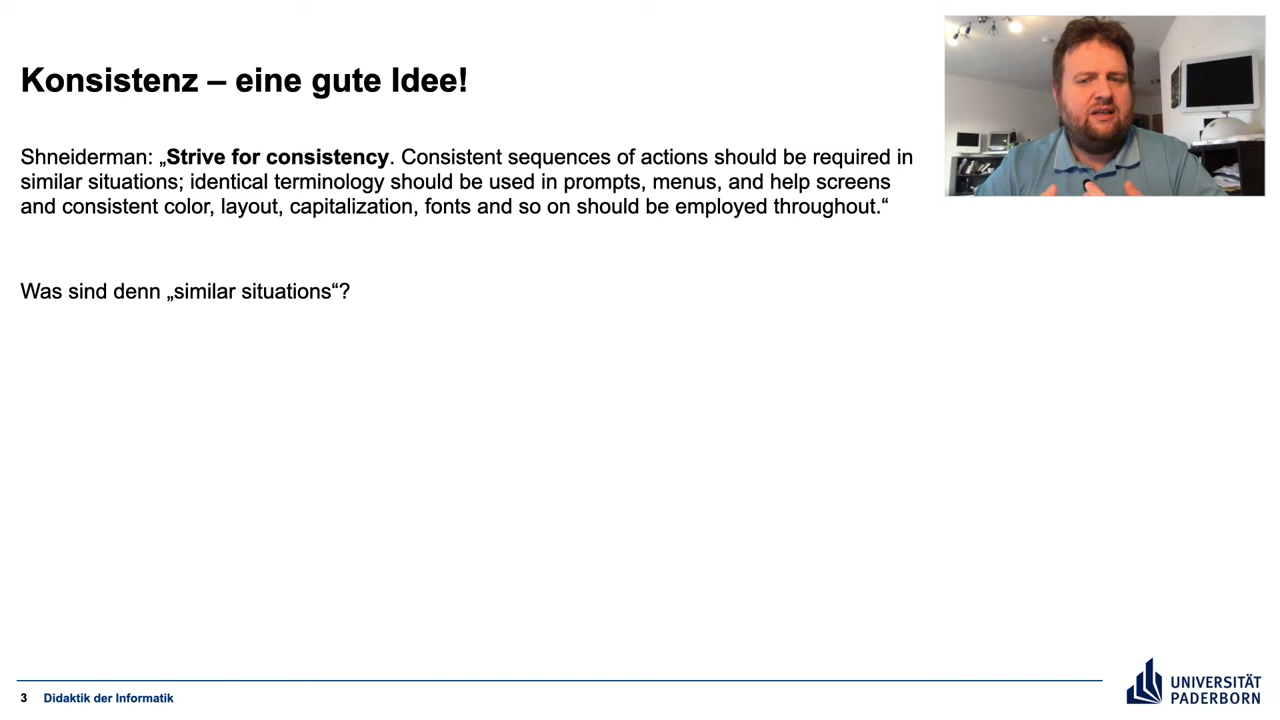 Konsistenz – eine gute Idee!
Shneiderman: „Strive for consistency. Consistent sequences of actions should be required in
similar situations; identical terminology should be used in prompts, menus, and help screens
and consistent color, layout, capitalization, fonts and so on should be employed throughout.“
Was sind denn „similar situations“?
3 Didaktik der Informatik
UNIVERSITÄT
PADERBORN